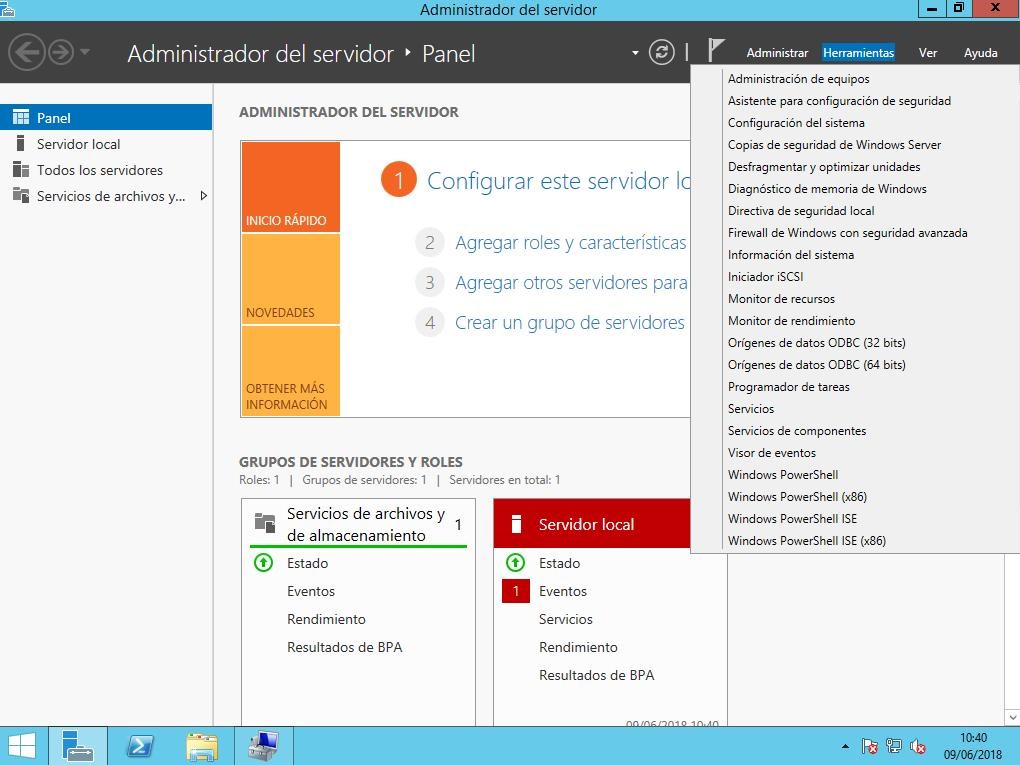 Administrador del servidor
Administrador del servidor ‣ Panel
Administrar Herramientas Ver Ayuda
Panel
Servidor local
Todos los servidores
Servicios de archivos y...
ADMINISTRADOR DEL SERVIDOR
INICIO RÁPIDO
NOVEDADES
OBTENER MÁS
INFORMACIÓN
1 Configurar este servidor lo
2 Agregar roles y características
3 Agregar otros servidores para
4 Crear un grupo de servidores
GRUPOS DE SERVIDORES Y ROLES
Roles: 1 | Grupos de servidores: 1 | Servidores en total: 1
Servicios de archivos y
de almacenamiento
1
Estado
Eventos
Rendimiento
Resultados de BPA
Servidor local
Estado
1 Eventos
Servicios
Rendimiento
Resultados de BPA
09/06/2018 10:40
Administración de equipos
Asistente para configuración de seguridad
Configuración del sistema
Copias de seguridad de Windows Server
Desfragmentar y optimizar unidades
Diagnóstico de memoria de Windows
Directiva de seguridad local
Firewall de Windows con seguridad avanzada
Información del sistema
Iniciador iSCSI
Monitor de recursos
Monitor de rendimiento
Orígenes de datos ODBC (32 bits)
Orígenes de datos ODBC (64 bits)
Programador de tareas
Servicios
Servicios de componentes
Visor de eventos
Windows PowerShell
Windows PowerShell (x86)
Windows PowerShell ISE
Windows PowerShell ISE (x86)
10:40
09/06/2018